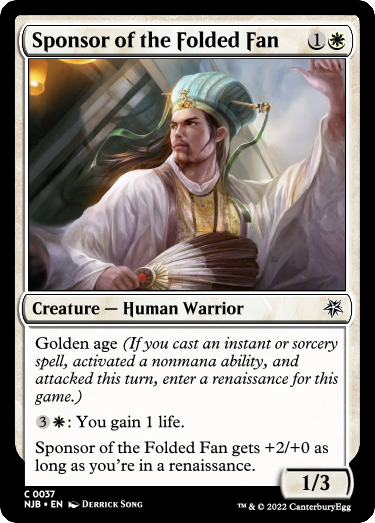 Sponsor of the Folded Fan 1
Creature — Human Warrior
Golden age (If you cast an instant or sorcery
spell, activated a nonmana ability, and
attacked this turn, enter a renaissance for this
game.)
3: You gain 1 life.
Sponsor of the Folded Fan gets +2/+0 as
long as you're in a renaissance.
1/3
C 0037
NJB • EN Derrick Song
™ & © 2022 CanterburyEgg